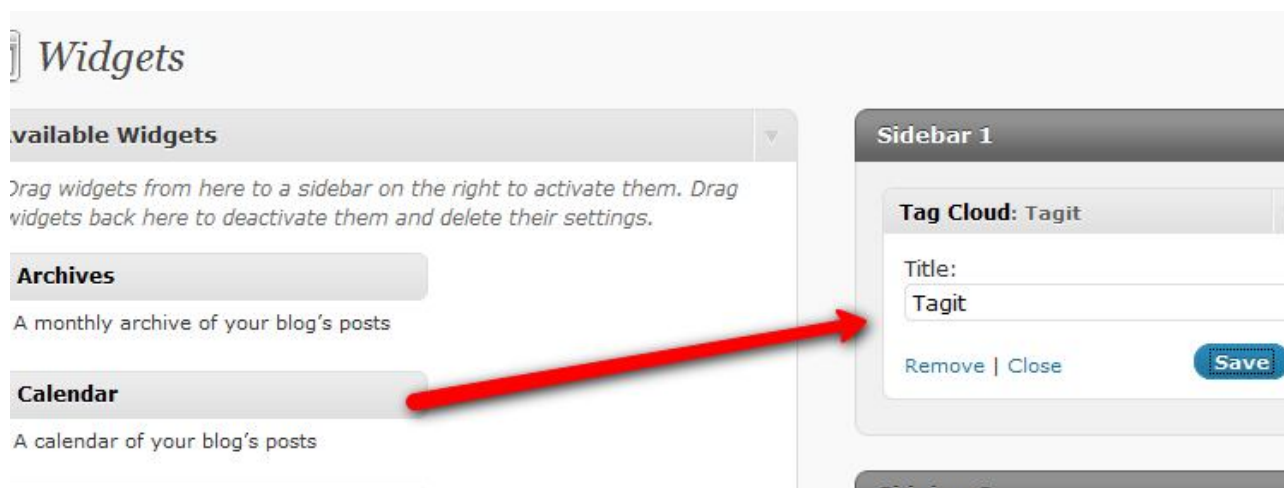 Widgets
vailable Widgets
Drag widgets from here to a sidebar on the right to activate them. Drag
widgets back here to deactivate them and delete their settings.
Archives
A monthly archive of your blog's posts
Calendar
A calendar of your blog's posts
Sidebar 1
Tag Cloud: Tagit
Title:
Tagit
Remove | Close
Save